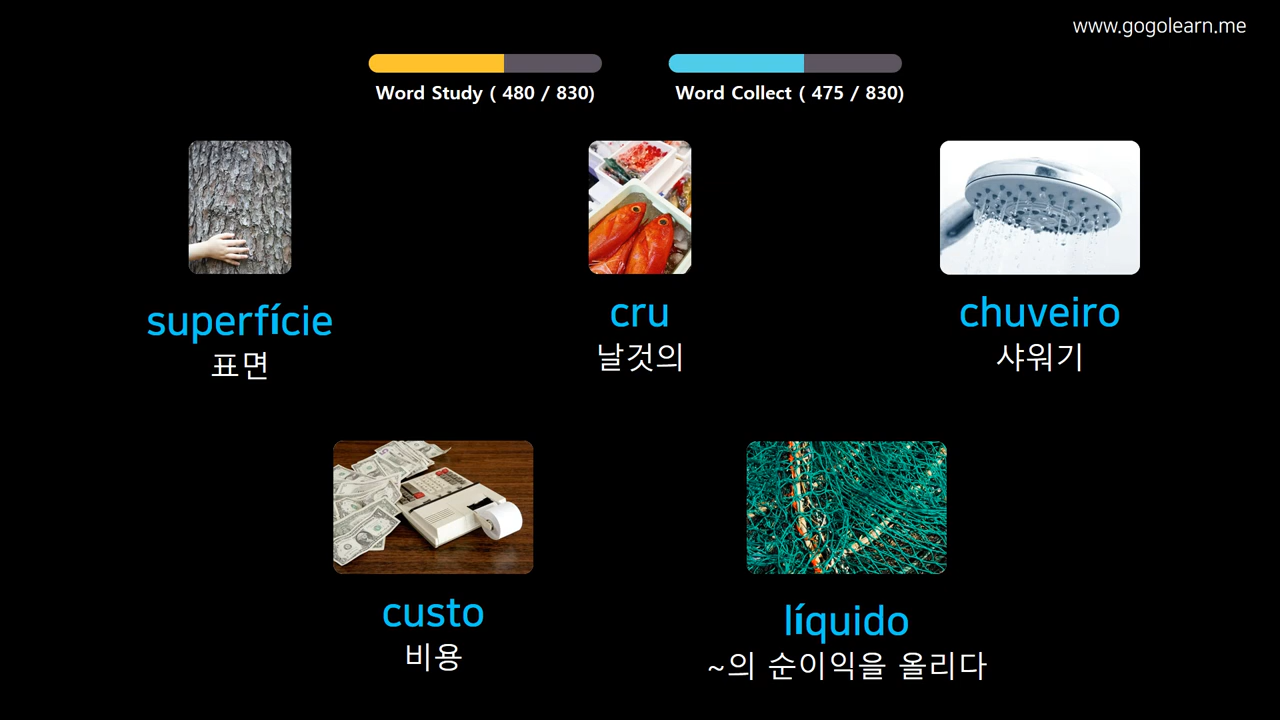 www.gogolearn.me
Word Study ( 480 / 830)
Word Collect ( 475 / 830)
superfície
표면
cru
날것의
chuveiro
샤워기
custo
비용
líquido
~의 순이익을 올리다